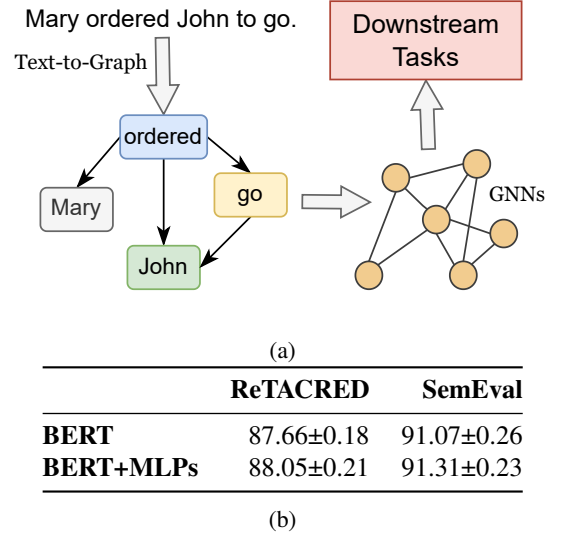 Mary ordered John to go.
Text-to-Graph
Downstream
Tasks
ordered
Mary
go
John
GNNs
(a)
ReTACRED SemEval
BERT 87.66±0.18 91.07±0.26
BERT+MLPs 88.05±0.21 91.31±0.23
(b)